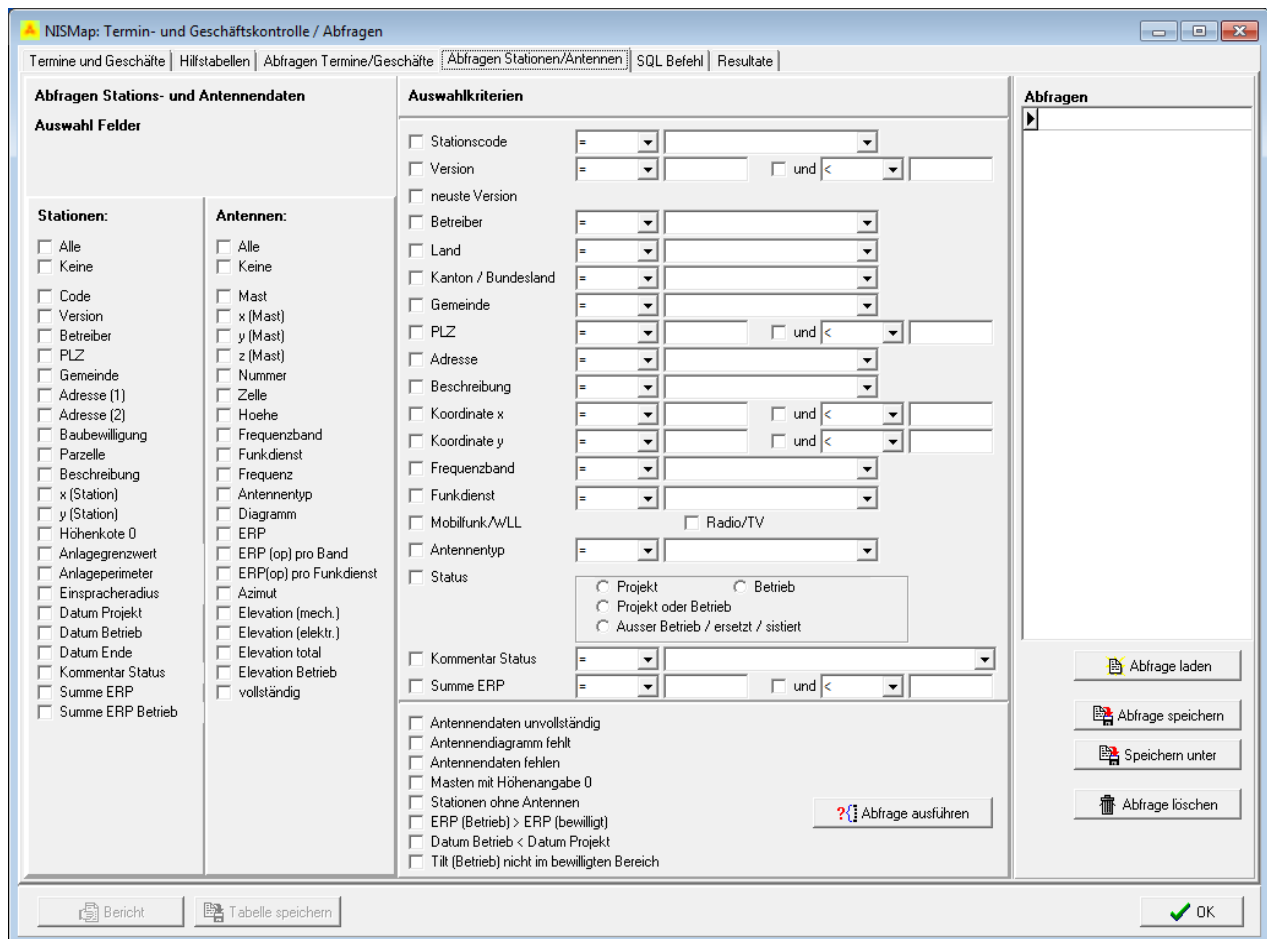 NISMap: Termin- und Geschäftskontrolle / Abfragen
Termine und Geschäfte Hilfstabellen Abfragen Termine/Geschäfte Abfragen Stationen/Antennen SQL Befehl Resultate
Abfragen Stations- und Antennendaten
Auswahl Felder
Stationen:
Alle
Keine
Code
Version
Betreiber
PLZ
Gemeinde
Adresse (1)
Adresse (2)
Baubewilligung
Parzelle
Beschreibung
x (Station)
y (Station)
Höhenkote 0
Anlagegrenzwert
Anlageperimeter
Einspracheradius
Datum Projekt
Datum Betrieb
Datum Ende
Kommentar Status
Summe ERP
Summe ERP Betrieb
Antennen:
Alle
Keine
Mast
x (Mast)
y (Mast)
z (Mast)
Nummer
Zelle
Hoehe
Frequenzband
Funkdienst
Frequenz
Antennentyp
Diagramm
ERP
ERP (op) pro Band
ERP(op) pro Funkdienst
Azimut
Elevation (mech.)
Elevation (elektr.)
Elevation total
Elevation Betrieb
vollständig
Auswahlkriterien
Stationscode =
Version = und <
neuste Version
Betreiber =
Land =
Kanton / Bundesland =
Gemeinde =
PLZ = und <
Adresse =
Beschreibung =
Koordinate x = und <
Koordinate y = und <
Frequenzband =
Funkdienst =
Mobilfunk/WLL Radio/TV
Antennentyp =
Status
Projekt Betrieb
Projekt oder Betrieb
Ausser Betrieb / ersetzt / sistiert
Kommentar Status =
Summe ERP = und <
Antennendaten unvollständig
Antennendiagramm fehlt
Antennendaten fehlen
Masten mit Höhenangabe 0
Stationen ohne Antennen
ERP (Betrieb) > ERP (bewilligt)
Datum Betrieb < Datum Projekt
Tilt (Betrieb) nicht im bewilligten Bereich
?{ Abfrage ausführen
Abfragen
Abfrage laden
Abfrage speichern
Speichern unter
Abfrage löschen
Bericht
Tabelle speichern
OK